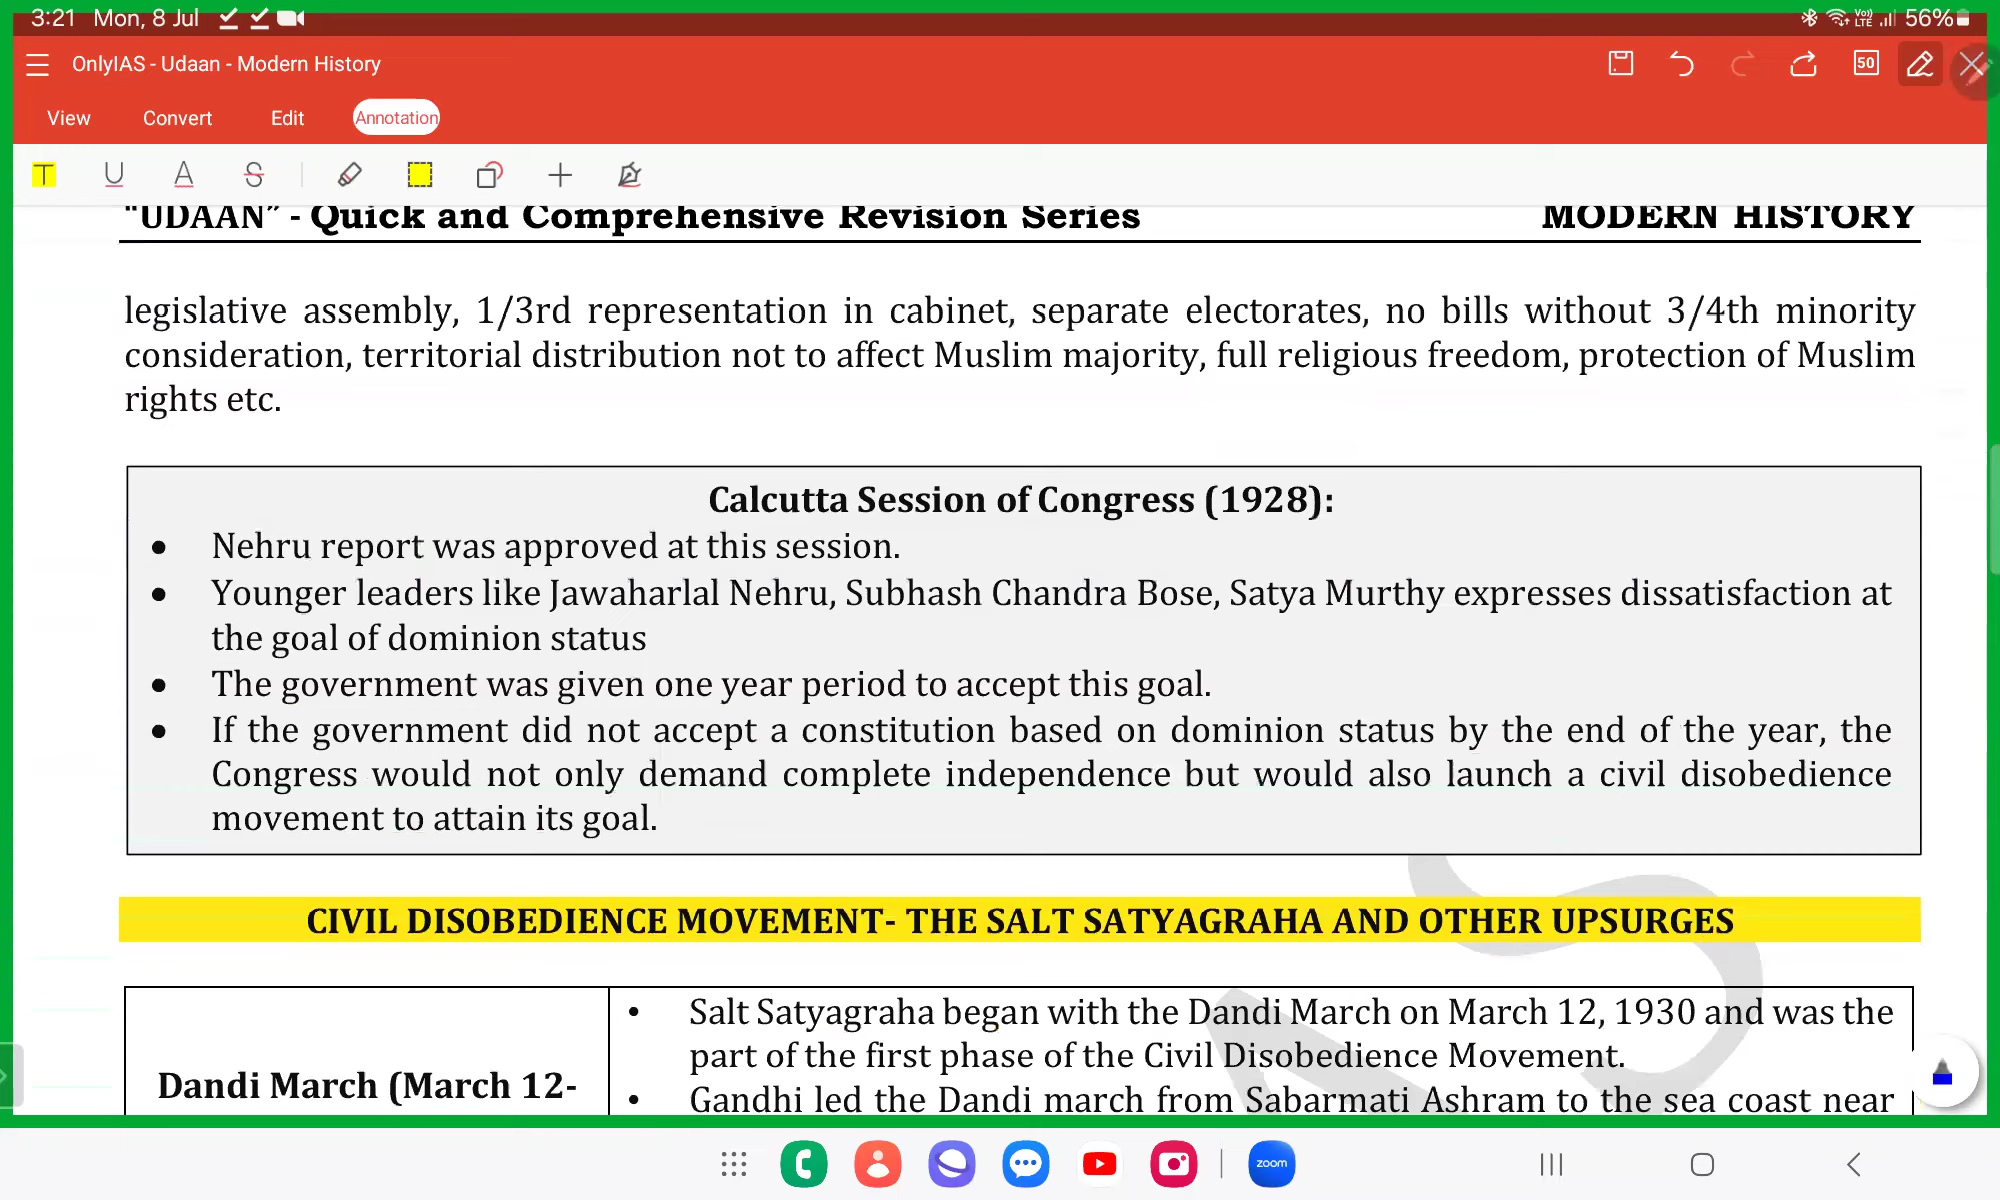 3:21 Mon, 8 Jul
Vo)) LTE 56%
OnlyIAS - Udaan - Modern History
50
View Convert Edit Annotation
T U A S
"UDAAN" - Quick and Comprehensive Revision Series MODERN HISTORY
legislative assembly, 1/3rd representation in cabinet, separate electorates, no bills without 3/4th minority
consideration, territorial distribution not to affect Muslim majority, full religious freedom, protection of Muslim
rights etc.
Calcutta Session of Congress (1928):
• Nehru report was approved at this session.
• Younger leaders like Jawaharlal Nehru, Subhash Chandra Bose, Satya Murthy expresses dissatisfaction at
the goal of dominion status
• The government was given one year period to accept this goal.
• If the government did not accept a constitution based on dominion status by the end of the year, the
Congress would not only demand complete independence but would also launch a civil disobedience
movement to attain its goal.
CIVIL DISOBEDIENCE MOVEMENT- THE SALT SATYAGRAHA AND OTHER UPSURGES
• Salt Satyagraha began with the Dandi March on March 12, 1930 and was the
part of the first phase of the Civil Disobedience Movement.
Dandi March (March 12-
• Gandhi led the Dandi march from Sabarmati Ashram to the sea coast near
zoom